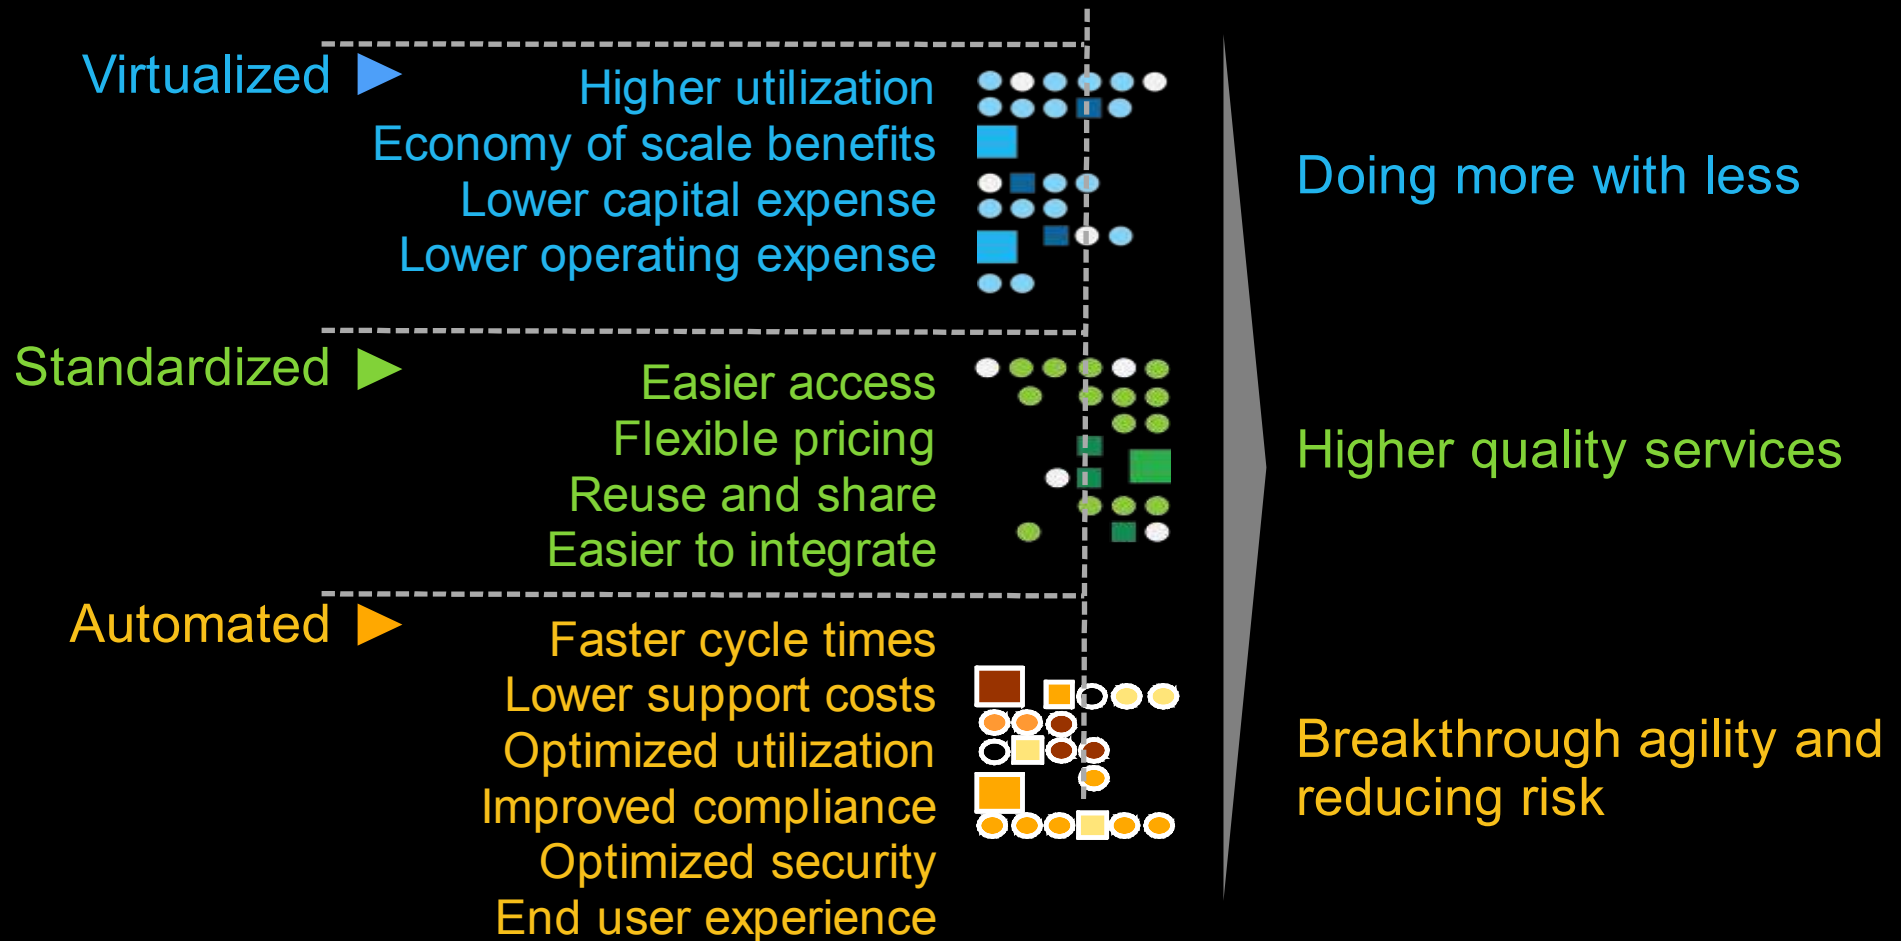 Virtualized
Higher utilization
Economy of scale benefits
Lower capital expense
Lower operating expense
Doing more with less
Standardized
Easier access
Flexible pricing
Reuse and share
Easier to integrate
Higher quality services
Automated
Faster cycle times
Lower support costs
Optimized utilization
Improved compliance
Optimized security
End user experience
Breakthrough agility and
reducing risk